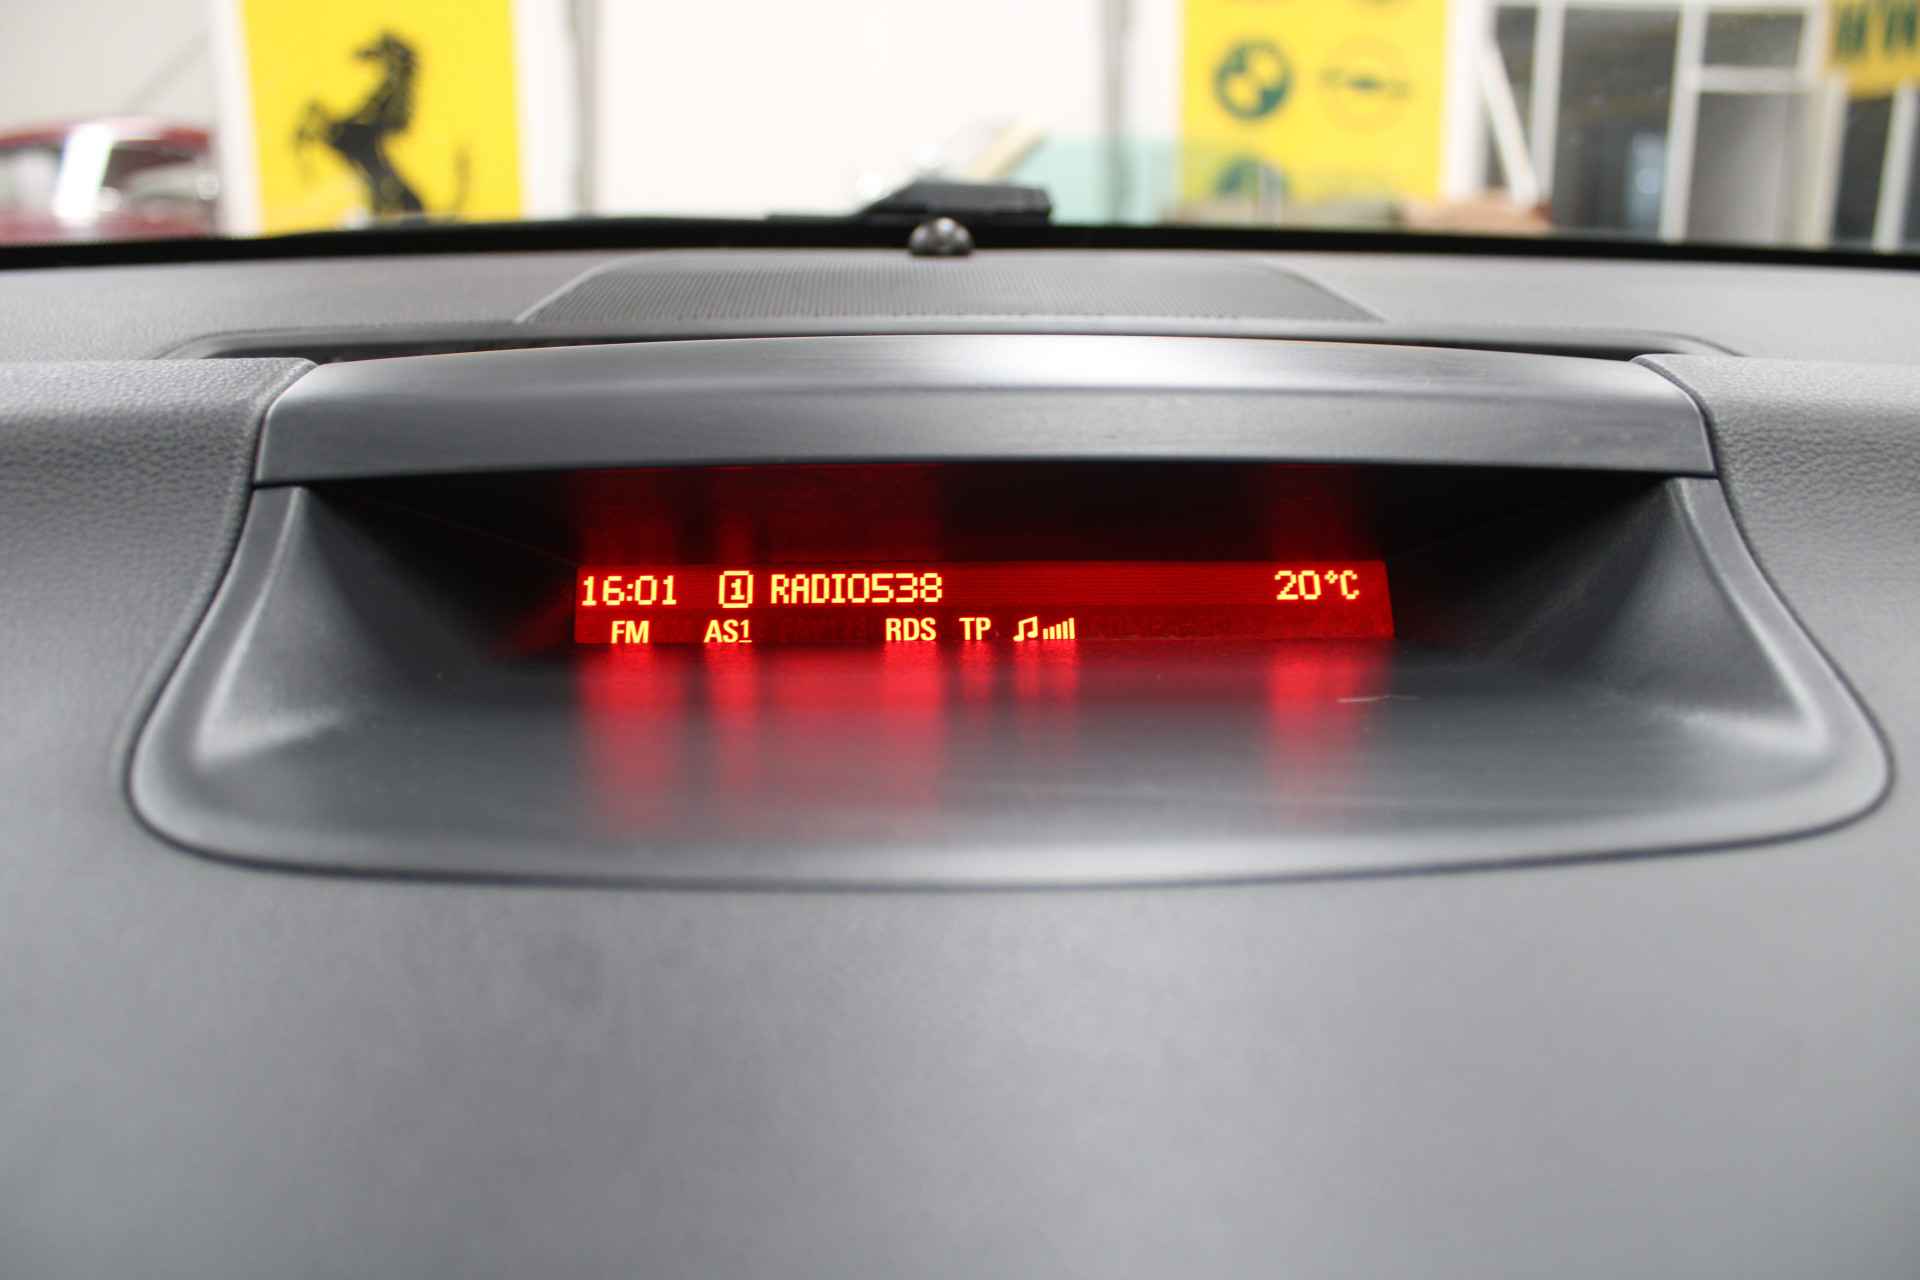 16:01 1 RADIO538 20°C
FM AS1 RDS TP